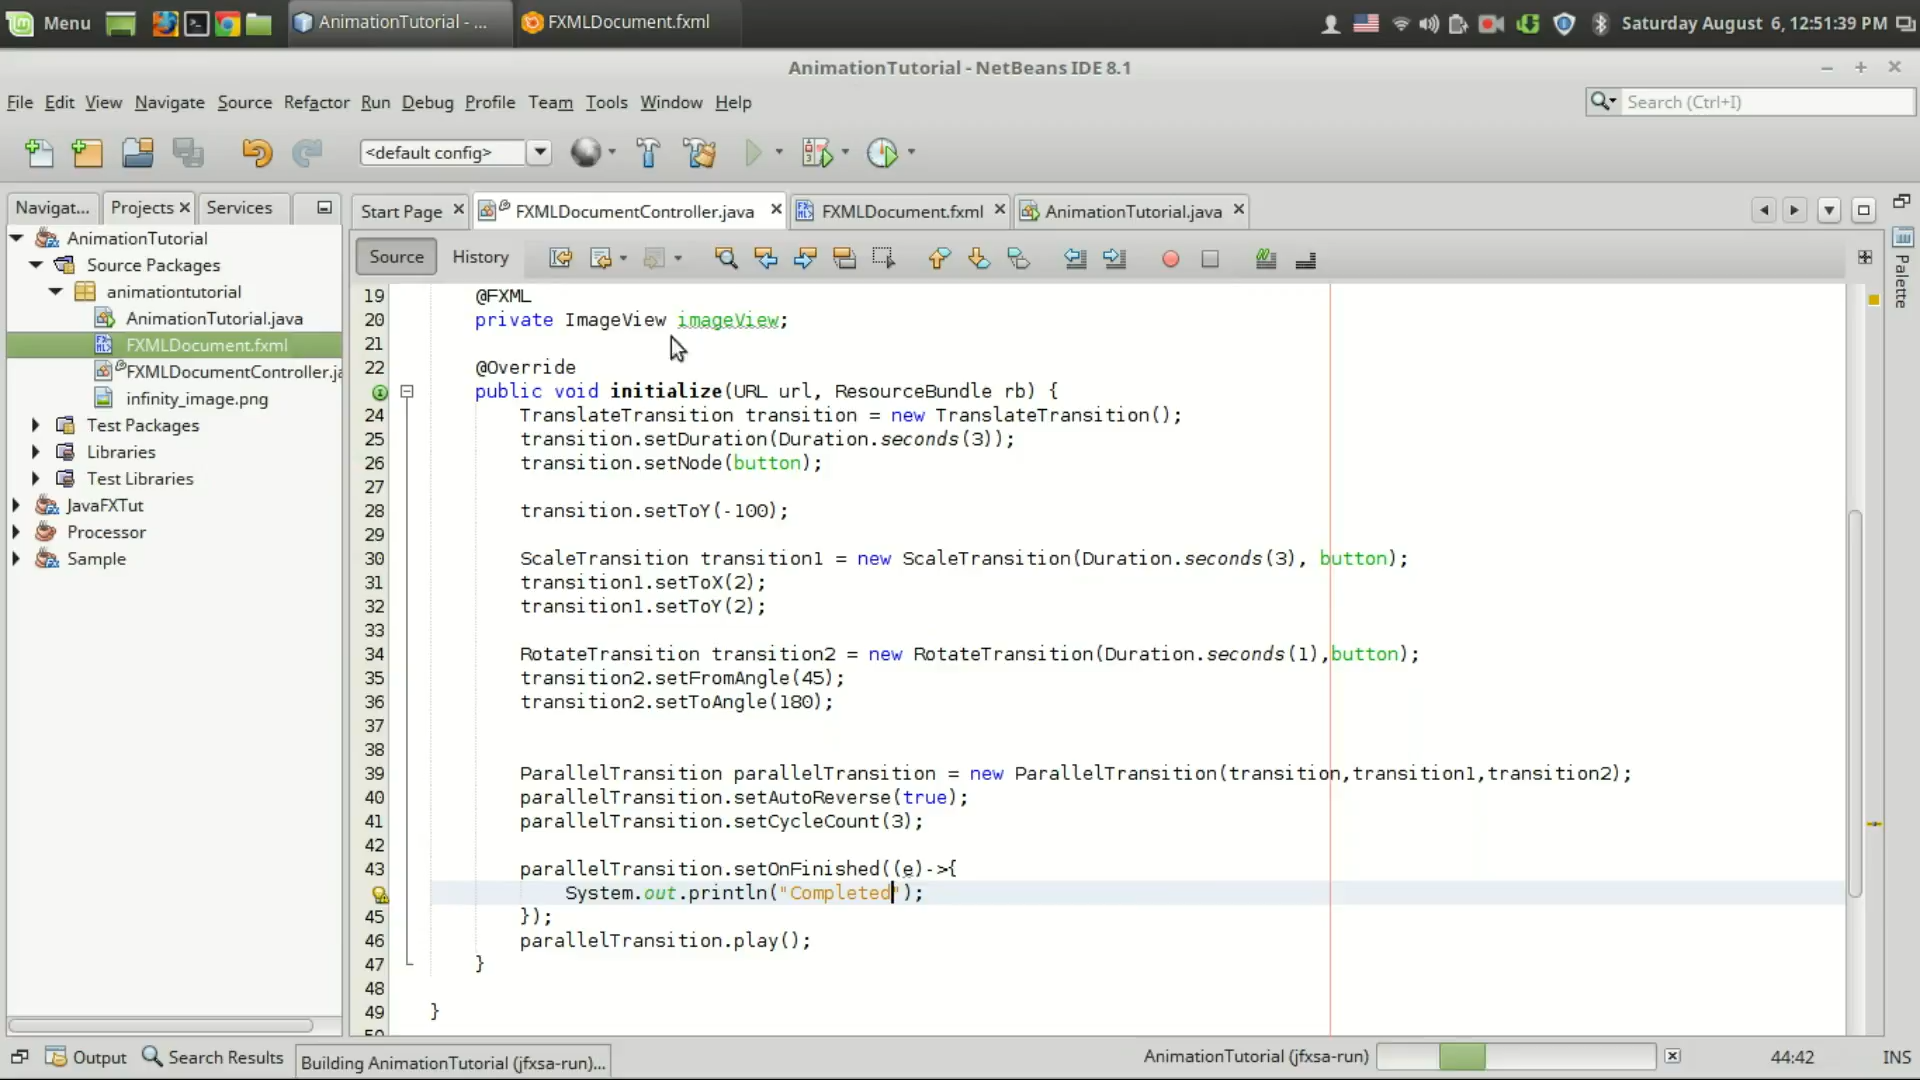 Menu AnimationTutorial - ... FXMLDocument.fxml Saturday August 6, 12:51:39 PM
AnimationTutorial - NetBeans IDE 8.1
File Edit View Navigate Source Refactor Run Debug Profile Team Tools Window Help Search (Ctrl+I)
<default config>
Navigat... Projects Services Start Page FXMLDocumentController.java FXMLDocument.fxml AnimationTutorial.java
Source History
Palette
AnimationTutorial
Source Packages
animationtutorial
AnimationTutorial.java
FXMLDocument.fxml
FXMLDocumentController.ja
infinity_image.png
Test Packages
Libraries
Test Libraries
JavaFXTut
Processor
Sample
19 @FXML
20 private ImageView imageView;
21
22 @Override
public void initialize(URL url, ResourceBundle rb) {
24 TranslateTransition transition = new TranslateTransition();
25 transition.setDuration(Duration.seconds(3));
26 transition.setNode(button);
27
28 transition.setToY(-100);
29
30 ScaleTransition transition1 = new ScaleTransition(Duration.seconds(3), button);
31 transition1.setToX(2);
32 transition1.setToY(2);
33
34 RotateTransition transition2 = new RotateTransition(Duration.seconds(1),button);
35 transition2.setFromAngle(45);
36 transition2.setToAngle(180);
37
38
39 ParallelTransition parallelTransition = new ParallelTransition(transition,transition1,transition2);
40 parallelTransition.setAutoReverse(true);
41 parallelTransition.setCycleCount(3);
42
43 parallelTransition.setOnFinished((e)->{
System.out.println("Completed");
45 });
46 parallelTransition.play();
47 }
48
49 }
Output Search Results Building AnimationTutorial (jfxsa-run)... AnimationTutorial (jfxsa-run) 44:42 INS